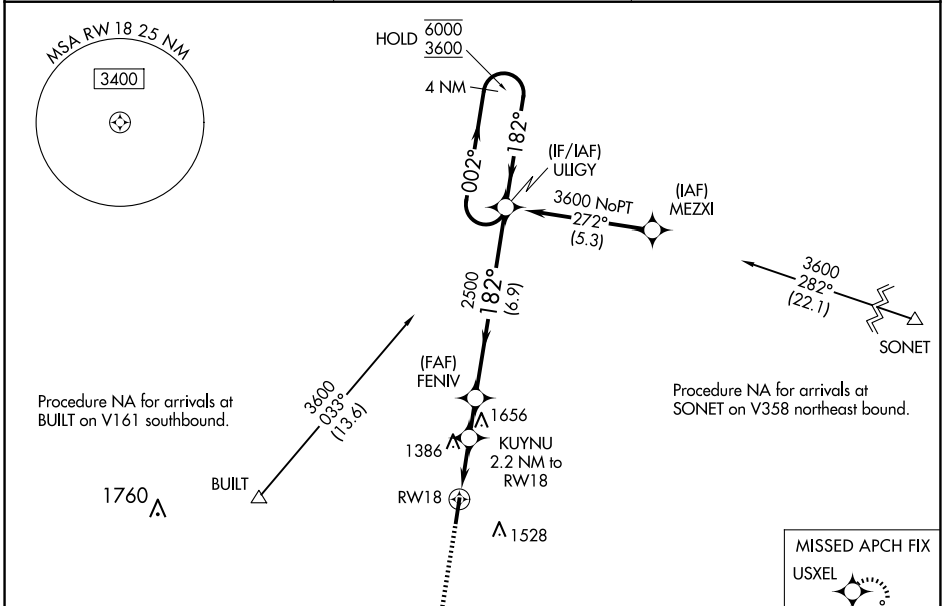 MSA RW 18 25 NM
3400
HOLD 6000
3600
4 NM
002°
182°
(IF/IAF)
ULIGY
3600 NoPT
272°
(5.3)
(IAF)
MEZXI
3600
282°
(22.1)
SONET
2500
182°
(6.9)
(FAF)
FENIV
3600
033°
(13.6)
Procedure NA for arrivals at
BUILT on V161 southbound.
Procedure NA for arrivals at
SONET on V358 northeast bound.
1656
1386
KUYNU
2.2 NM to
RW18
BUILT
1760
RW18
1528
MISSED APCH FIX
USXEL